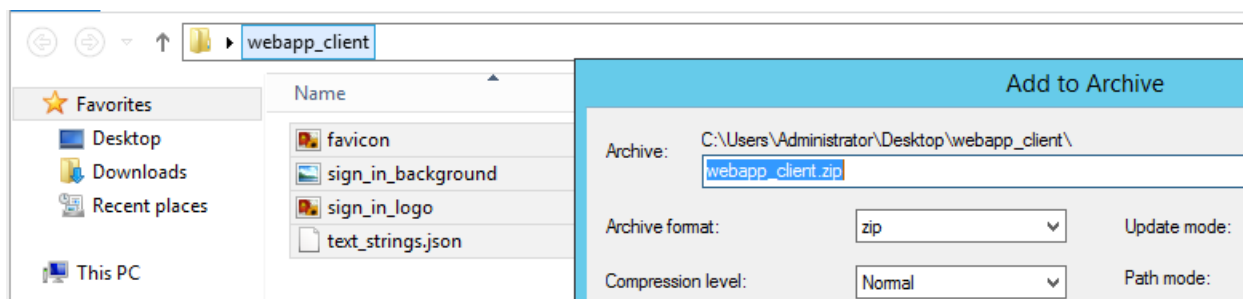 webapp_client
Favorites
Desktop
Downloads
Recent places
This PC
Name
favicon
sign_in_background
sign_in_logo
text_strings.json
Add to Archive
Archive:
C:\Users\Administrator\Desktop\webapp_client\
webapp_client.zip
Archive format:
zip
Update mode:
Compression level:
Normal
Path mode: